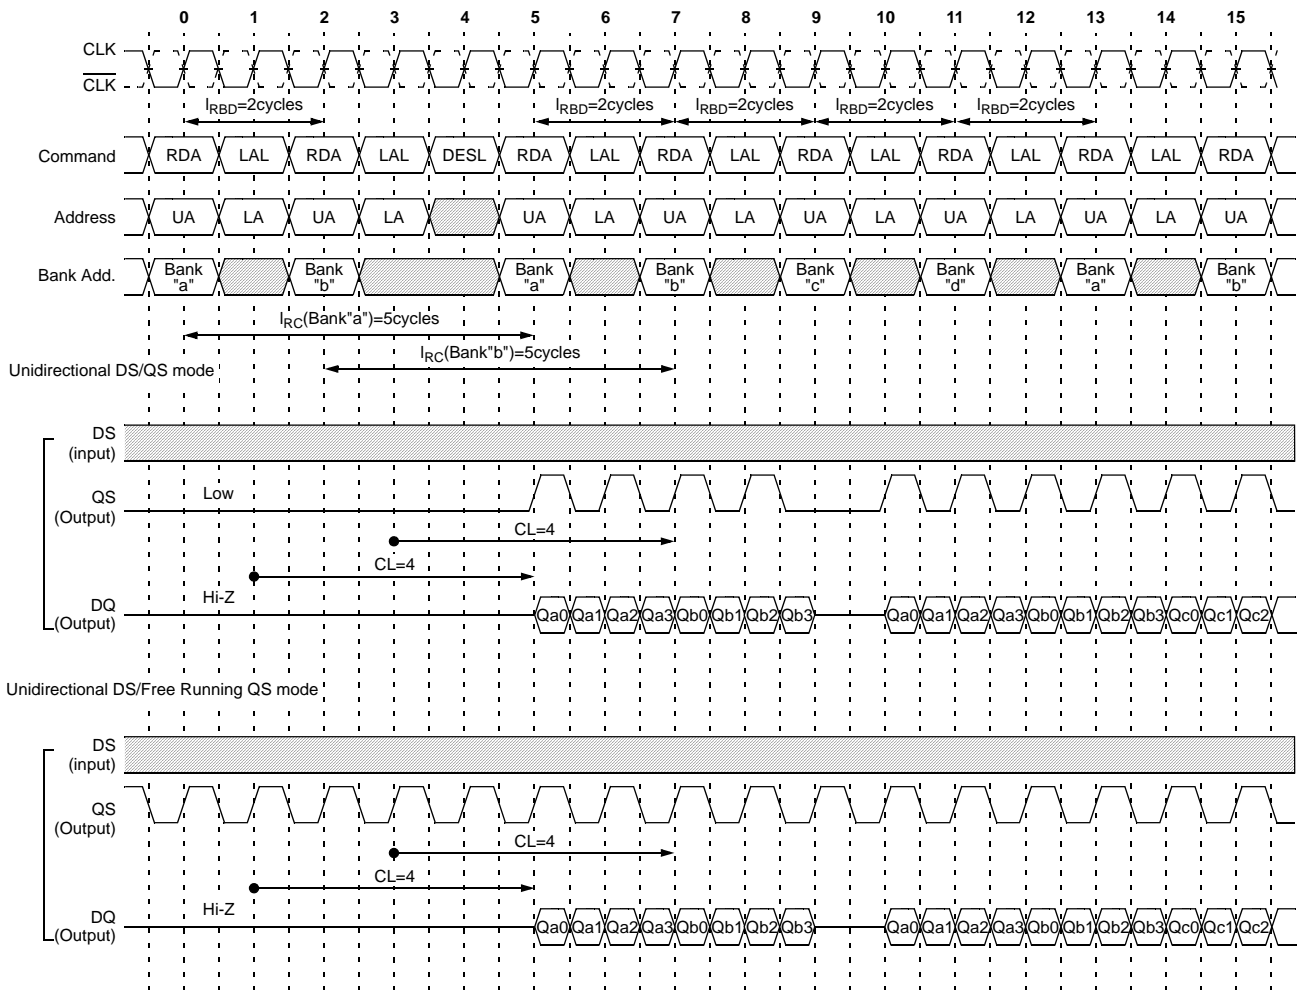 0 1 2 3 4 5 6 7 8 9 10 11 12 13 14 15
CLK
CLK
IRBD=2cycles IRBD=2cycles IRBD=2cycles IRBD=2cycles IRBD=2cycles
Command RDA LAL RDA LAL DESL RDA LAL RDA LAL RDA LAL RDA LAL RDA LAL RDA
Address UA LA UA LA UA LA UA LA UA LA UA LA UA LA UA
Bank Add. Bank "a" Bank "b" Bank "a" Bank "b" Bank "c" Bank "d" Bank "a" Bank "b"
IRC(Bank"a")=5cycles
IRC(Bank"b")=5cycles
Unidirectional DS/QS mode
DS
(input)
QS
(Output)
Low
CL=4
CL=4
Hi-Z
DQ
(Output)
Qa0 Qa1 Qa2 Qa3 Qb0 Qb1 Qb2 Qb3 Qa0 Qa1 Qa2 Qa3 Qb0 Qb1 Qb2 Qb3 Qc0 Qc1 Qc2
Unidirectional DS/Free Running QS mode
DS
(input)
QS
(Output)
CL=4
CL=4
Hi-Z
DQ
(Output)
Qa0 Qa1 Qa2 Qa3 Qb0 Qb1 Qb2 Qb3 Qa0 Qa1 Qa2 Qa3 Qb0 Qb1 Qb2 Qb3 Qc0 Qc1 Qc2